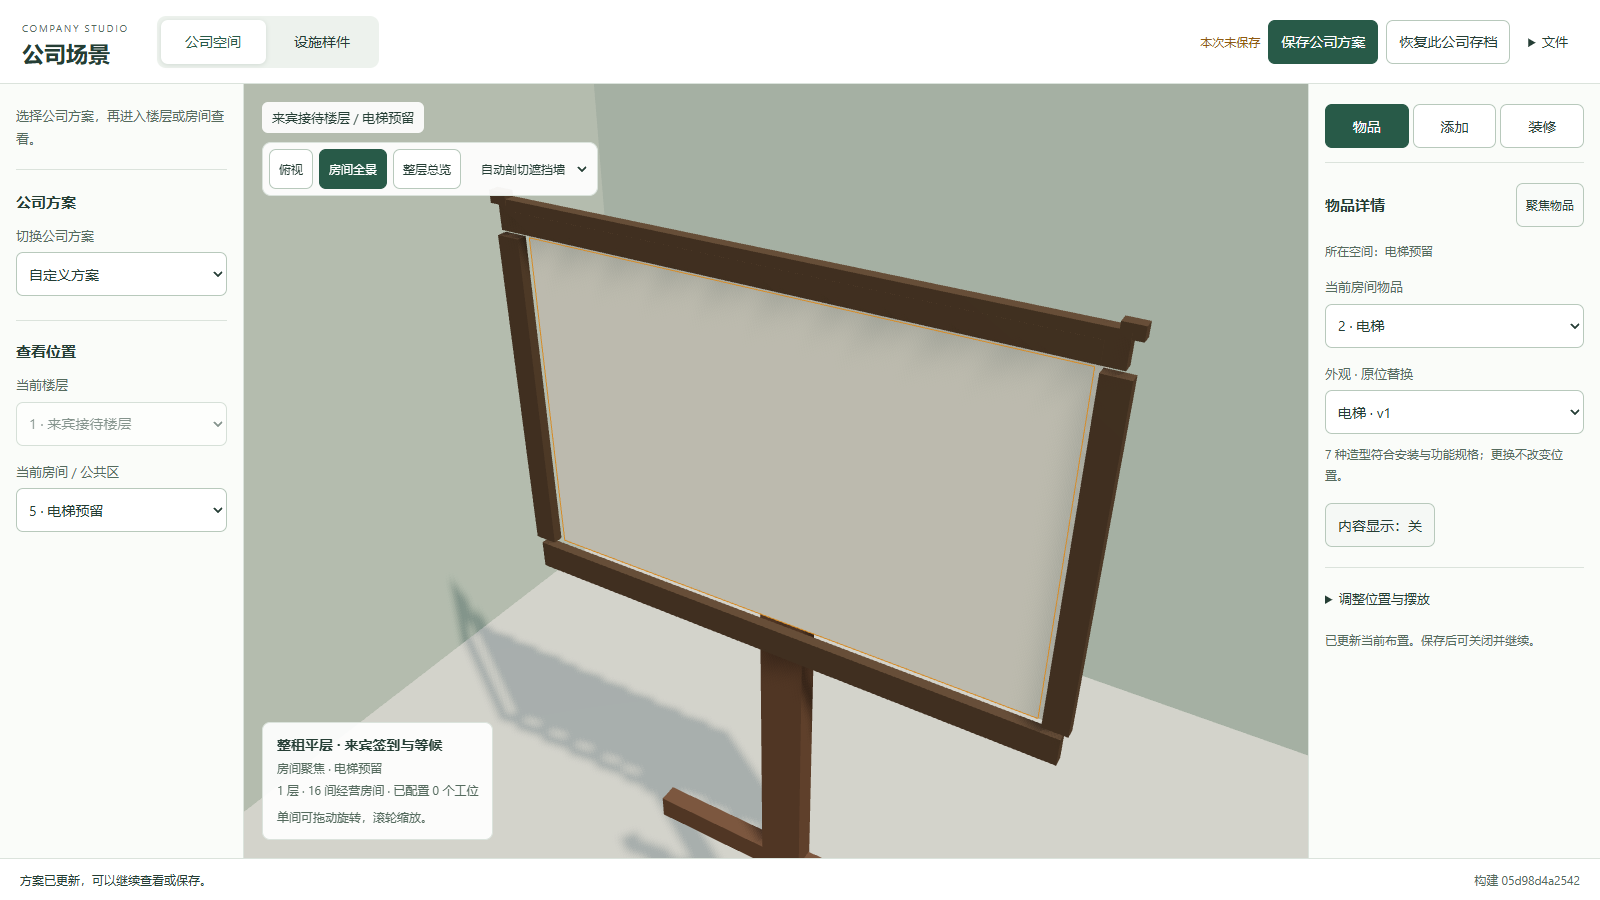 COMPANY STUDIO
公司场景
公司空间
设施样件
本次未保存
保存公司方案
恢复此公司存档
▶ 文件
选择公司方案，再进入楼层或房间查
看。
公司方案
切换公司方案
自定义方案
查看位置
当前楼层
1 · 来宾接待楼层
当前房间 / 公共区
5 · 电梯预留
来宾接待楼层 / 电梯预留
俯视
房间全景
整层总览
自动剖切遮挡墙
整租平层 · 来宾签到与等候
房间聚焦 · 电梯预留
1 层 · 16 间经营房间 · 已配置 0 个工位
单间可拖动旋转，滚轮缩放。
物品
添加
装修
物品详情
聚焦物品
所在空间：电梯预留
当前房间物品
2 · 电梯
外观 · 原位替换
电梯 · v1
7 种造型符合安装与功能规格；更换不改变位
置。
内容显示：关
▶ 调整位置与摆放
已更新当前布置。保存后可关闭并继续。
方案已更新，可以继续查看或保存。
构建 05d98d4a2542